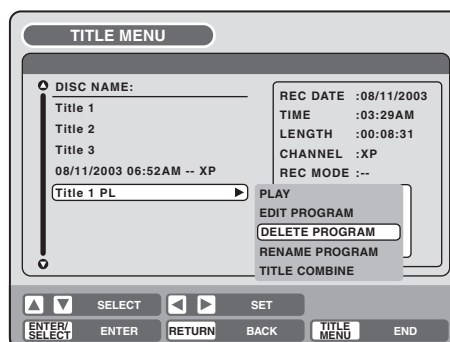 TITLE MENU
DISC NAME:
Title 1
Title 2
Title 3
08/11/2003 06:52AM -- XP
Title 1 PL
REC DATE :08/11/2003
TIME :03:29AM
LENGTH :00:08:31
CHANNEL :XP
REC MODE :--
PLAY
EDIT PROGRAM
DELETE PROGRAM
RENAME PROGRAM
TITLE COMBINE
SELECT SET
ENTER/SELECT ENTER RETURN BACK TITLE MENU END